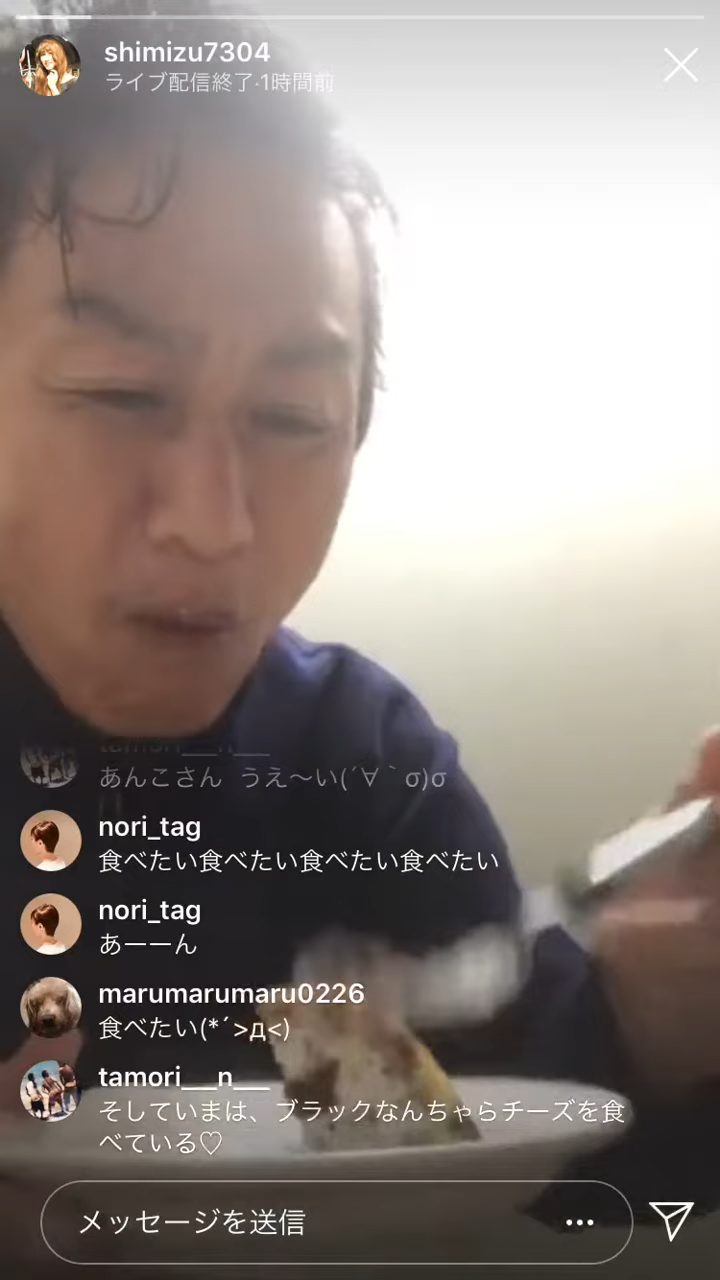 shimizu7304
ライブ配信終了·1時間前
tamori___n___
あんこさん うえ〜い(´∀｀σ)σ
nori_tag
食べたい食べたい食べたい食べたい
nori_tag
あーーん
marumarumaru0226
食べたい(*´>д<)
tamori___n___
そしていまは、ブラックなんちゃらチーズを食
べている♡
メッセージを送信